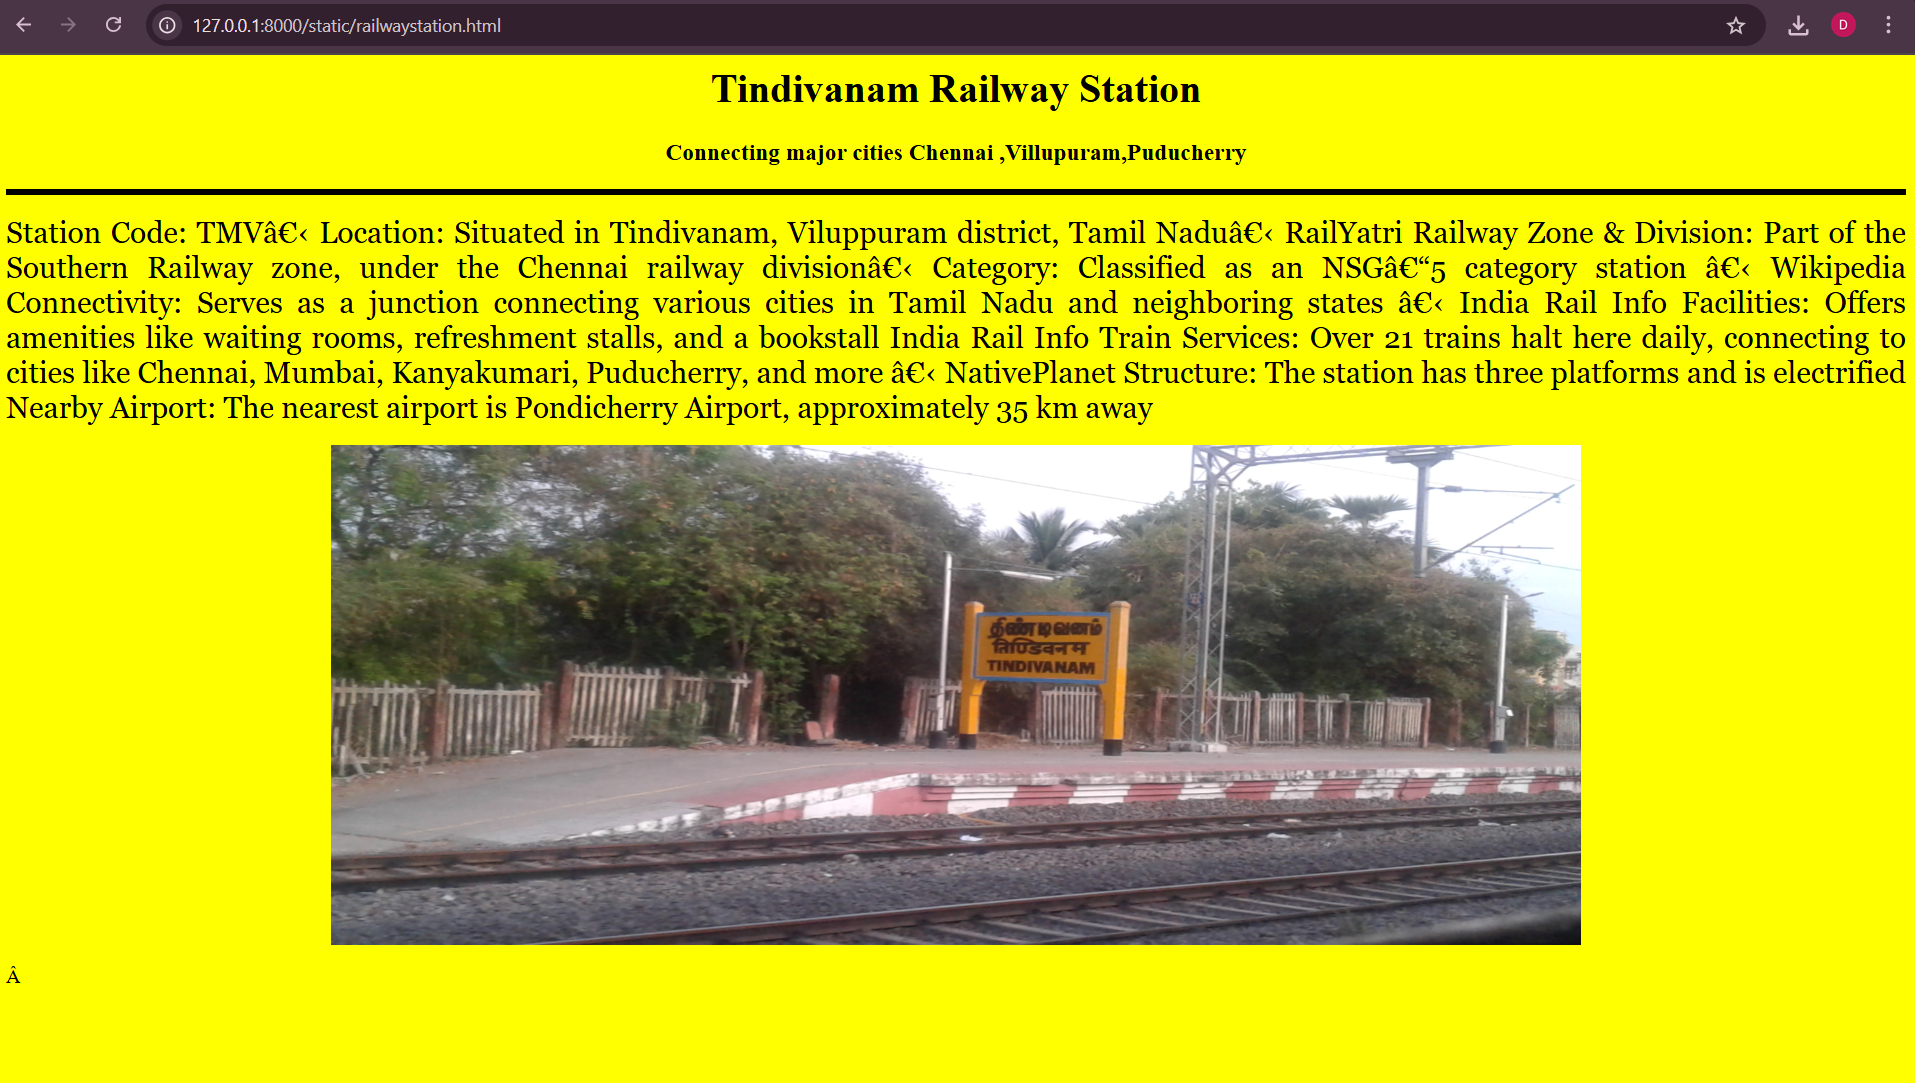 127.0.0.1:8000/static/railwaystation.html
D
Tindivanam Railway Station
Connecting major cities Chennai ,Villupuram,Puducherry
Station Code: TMVâ€‹ Location: Situated in Tindivanam, Viluppuram district, Tamil Naduâ€‹ RailYatri Railway Zone & Division: Part of the
Southern Railway zone, under the Chennai railway divisionâ€‹ Category: Classified as an NSGâ€“5 category station â€‹ Wikipedia
Connectivity: Serves as a junction connecting various cities in Tamil Nadu and neighboring states â€‹ India Rail Info Facilities: Offers
amenities like waiting rooms, refreshment stalls, and a bookstall India Rail Info Train Services: Over 21 trains halt here daily, connecting to
cities like Chennai, Mumbai, Kanyakumari, Puducherry, and more â€‹ NativePlanet Structure: The station has three platforms and is electrified
Nearby Airport: The nearest airport is Pondicherry Airport, approximately 35 km away
திண்டிவனம்
तिण्डिवनम
TINDIVANAM
Â